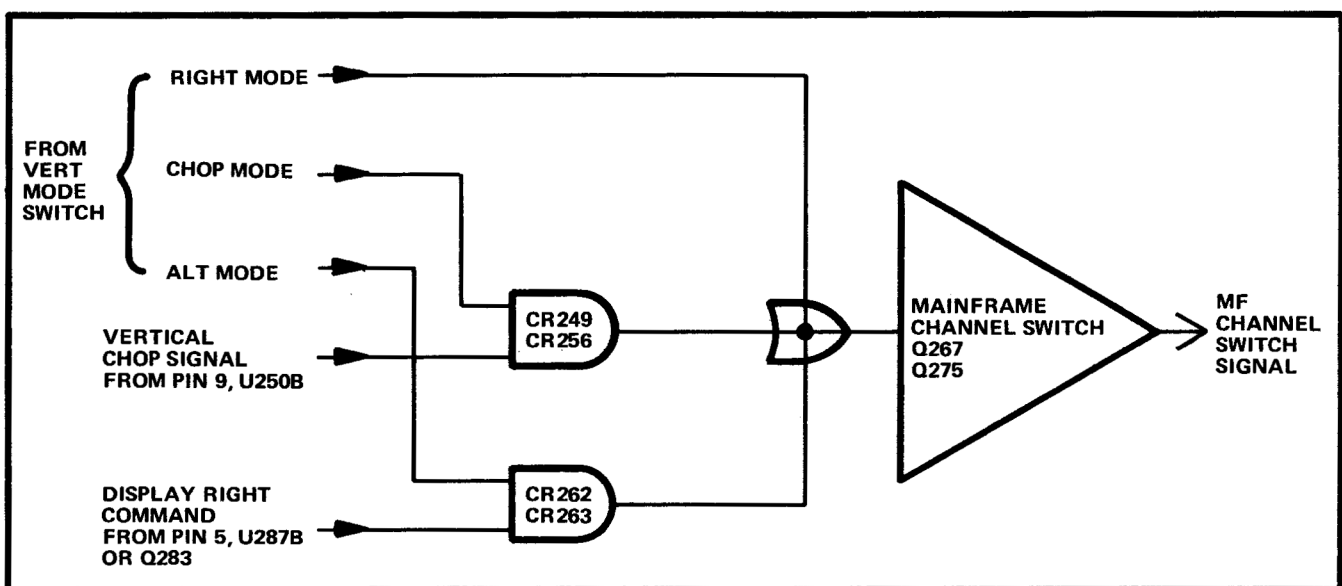 FROM
VERT
MODE
SWITCH
RIGHT MODE
CHOP MODE
ALT MODE
VERTICAL
CHOP SIGNAL
FROM PIN 9, U250B
DISPLAY RIGHT
COMMAND
FROM PIN 5, U287B
OR Q283
CR249
CR256
CR262
CR263
MAINFRAME
CHANNEL SWITCH
Q267
Q275
MF
CHANNEL
SWITCH
SIGNAL